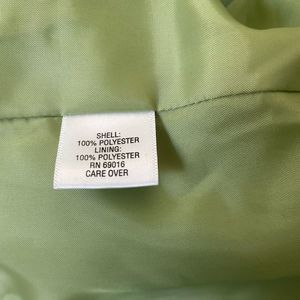 SHELL:
100% POLYESTER
LINING:
100% POLYESTER
RN 69016
CARE OVER